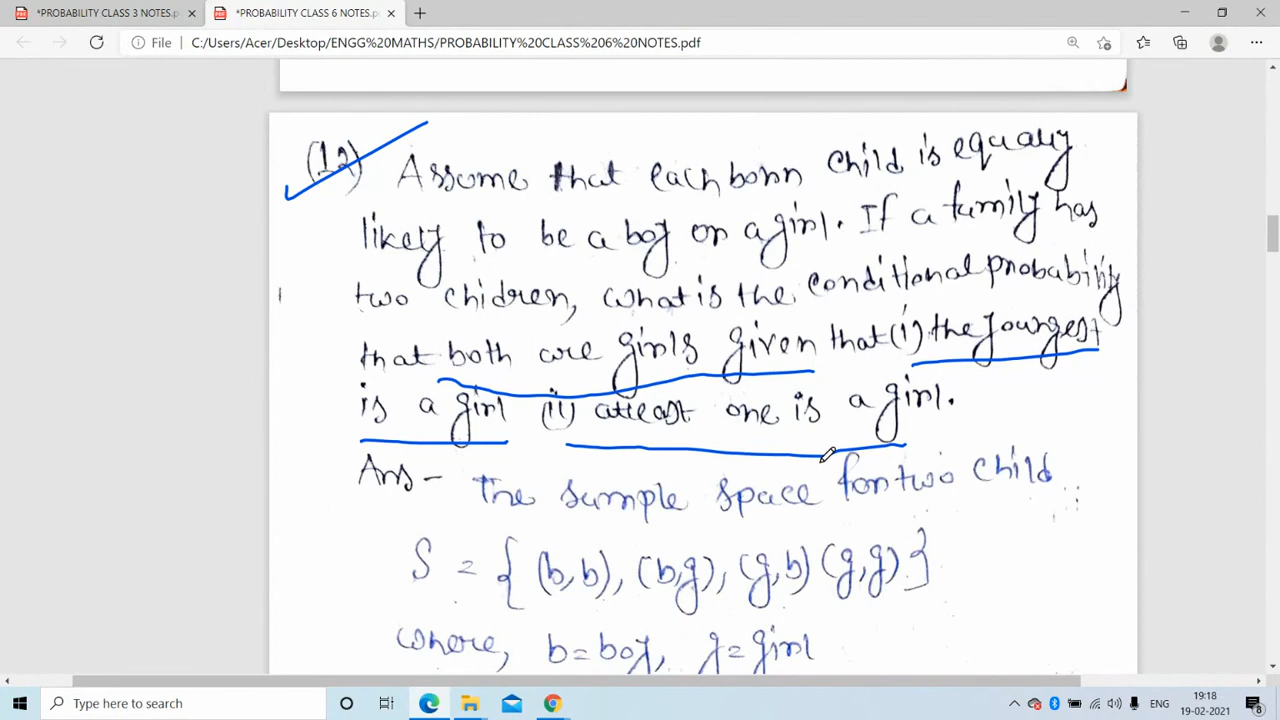 *PROBABILITY CLASS 3 NOTES.p
*PROBABILITY CLASS 6 NOTES.p
File
C:/Users/Acer/Desktop/ENGG%20MATHS/PROBABILITY%20CLASS%206%20NOTES.pdf
(12) Assume that each born child is equally
likely to be a boy or a girl. If a family has
two chidren, what is the conditional probability
that both are girls given that (i) the youngest
is a girl (ii) atleast one is a girl.
Ans - The sample space for two child
S = { (b,b), (b,g), (g,b) (g,g) }
where, b = boy, g = girl
Type here to search
ENG
19:18
19-02-2021
8